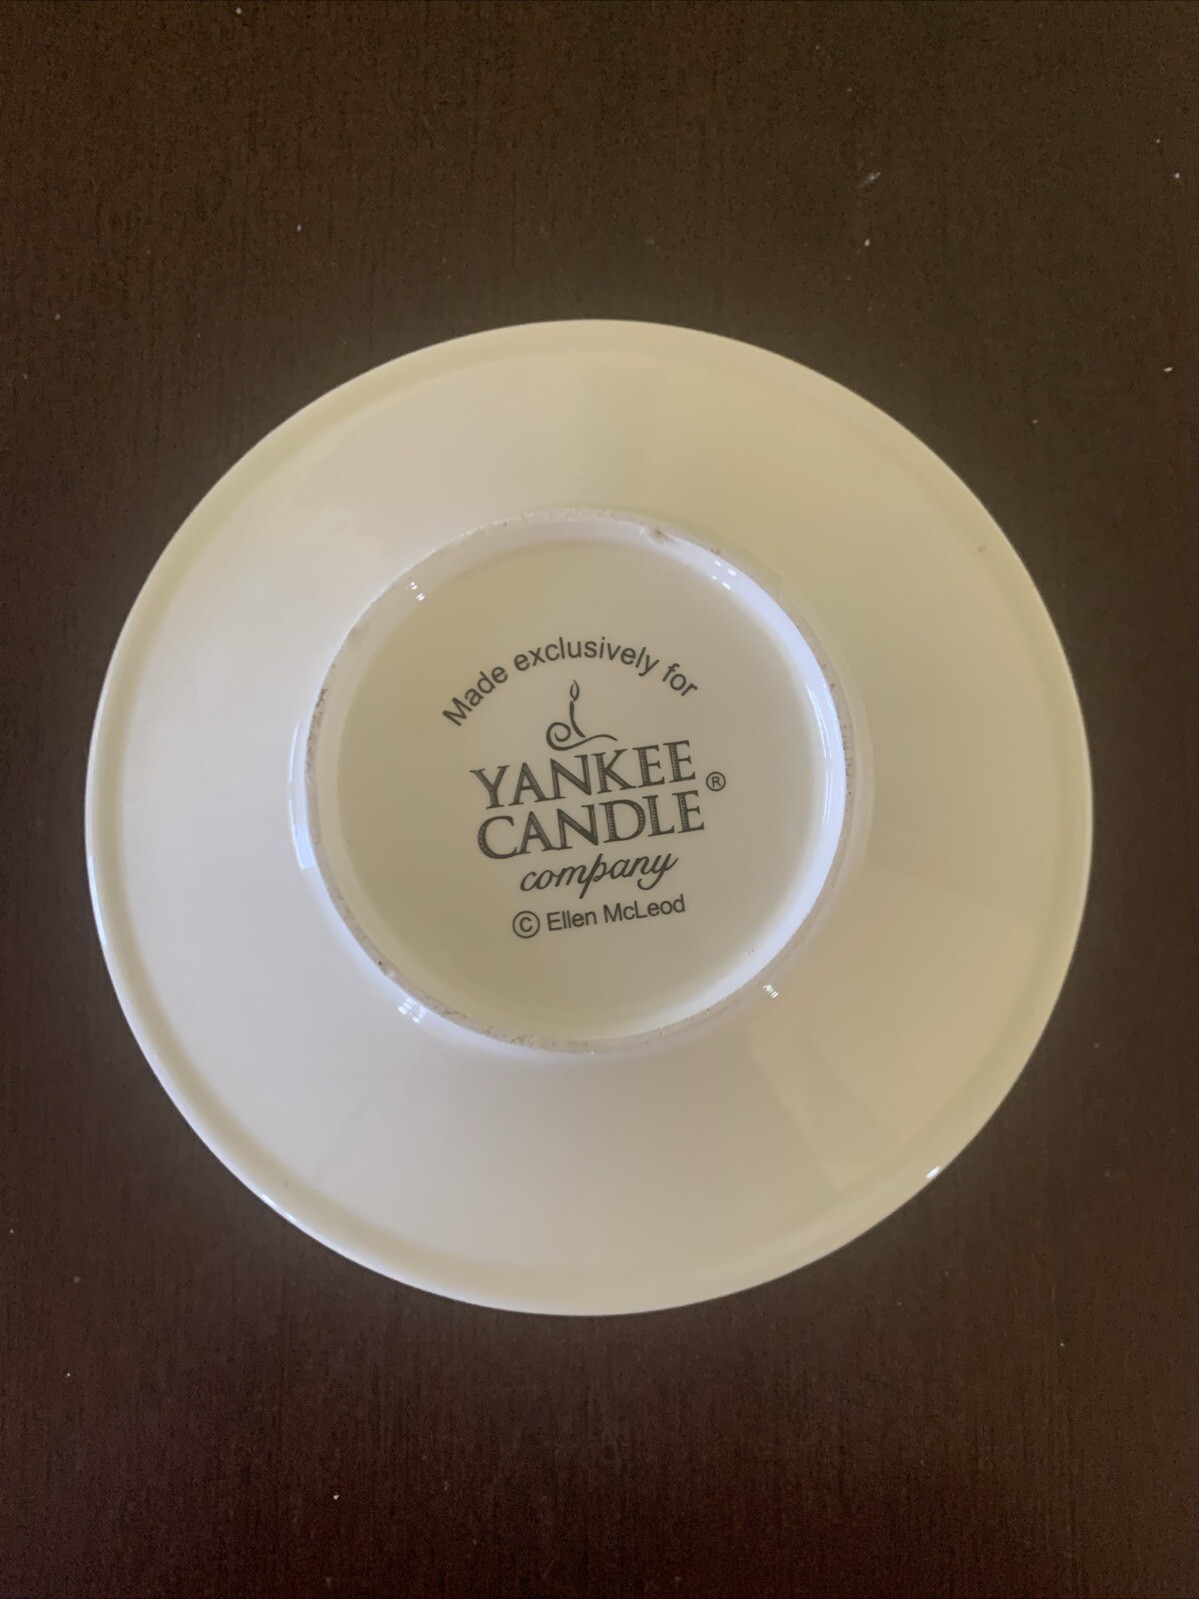 Made exclusively for
YANKEE
CANDLE®
company
© Ellen McLeod